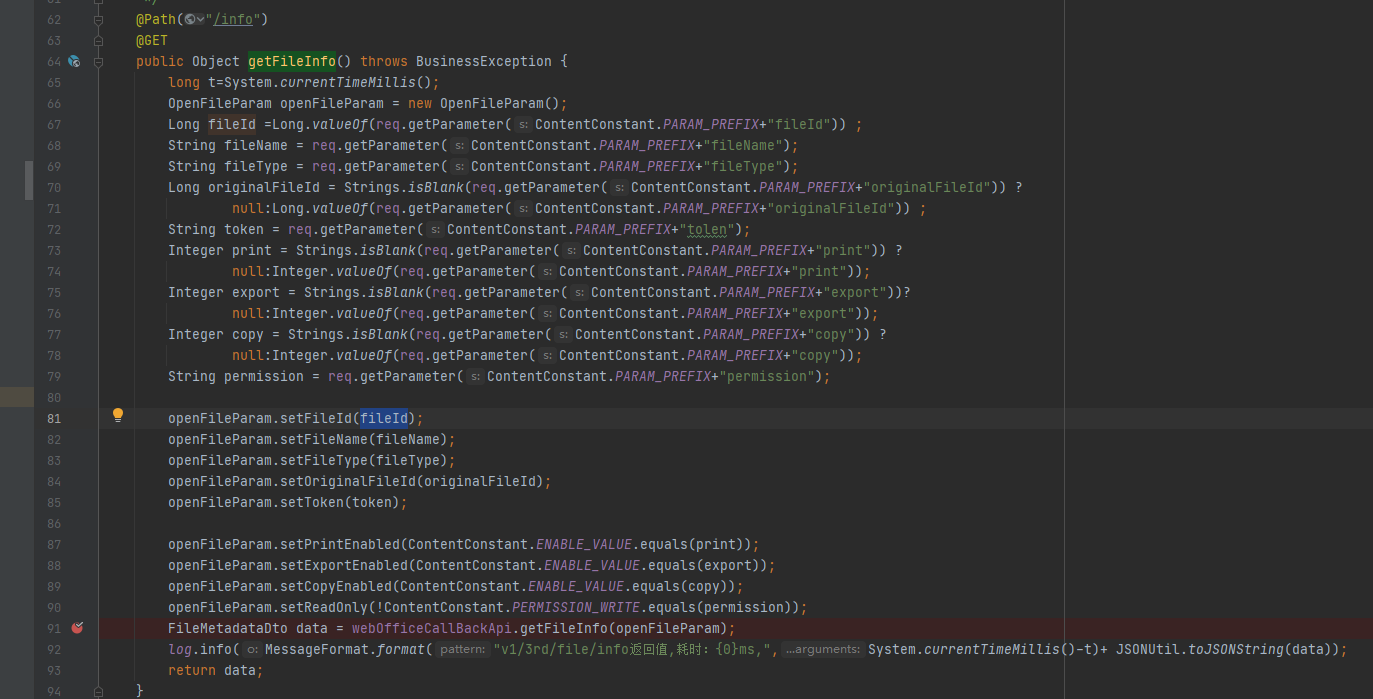 62 @Path("/info")
63 @GET
64 public Object getFileInfo() throws BusinessException {
65 long t=System.currentTimeMillis();
66 OpenFileParam openFileParam = new OpenFileParam();
67 Long fileId =Long.valueOf(req.getParameter( s: ContentConstant.PARAM_PREFIX+"fileId")) ;
68 String fileName = req.getParameter( s: ContentConstant.PARAM_PREFIX+"fileName");
69 String fileType = req.getParameter( s: ContentConstant.PARAM_PREFIX+"fileType");
70 Long originalFileId = Strings.isBlank(req.getParameter( s: ContentConstant.PARAM_PREFIX+"originalFileId")) ?
71 null:Long.valueOf(req.getParameter( s: ContentConstant.PARAM_PREFIX+"originalFileId")) ;
72 String token = req.getParameter( s: ContentConstant.PARAM_PREFIX+"tolen");
73 Integer print = Strings.isBlank(req.getParameter( s: ContentConstant.PARAM_PREFIX+"print")) ?
74 null:Integer.valueOf(req.getParameter( s: ContentConstant.PARAM_PREFIX+"print"));
75 Integer export = Strings.isBlank(req.getParameter( s: ContentConstant.PARAM_PREFIX+"export"))?
76 null:Integer.valueOf(req.getParameter( s: ContentConstant.PARAM_PREFIX+"export"));
77 Integer copy = Strings.isBlank(req.getParameter( s: ContentConstant.PARAM_PREFIX+"copy")) ?
78 null:Integer.valueOf(req.getParameter( s: ContentConstant.PARAM_PREFIX+"copy"));
79 String permission = req.getParameter( s: ContentConstant.PARAM_PREFIX+"permission");
80
81 openFileParam.setFileId(fileId);
82 openFileParam.setFileName(fileName);
83 openFileParam.setFileType(fileType);
84 openFileParam.setOriginalFileId(originalFileId);
85 openFileParam.setToken(token);
86
87 openFileParam.setPrintEnabled(ContentConstant.ENABLE_VALUE.equals(print));
88 openFileParam.setExportEnabled(ContentConstant.ENABLE_VALUE.equals(export));
89 openFileParam.setCopyEnabled(ContentConstant.ENABLE_VALUE.equals(copy));
90 openFileParam.setReadOnly(!ContentConstant.PERMISSION_WRITE.equals(permission));
91 FileMetadataDto data = webOfficeCallBackApi.getFileInfo(openFileParam);
92 log.info( o: MessageFormat.format( pattern: "v1/3rd/file/info返回值,耗时：{0}ms,", ...arguments: System.currentTimeMillis()-t)+ JSONUtil.toJSONString(data));
93 return data;
94 }